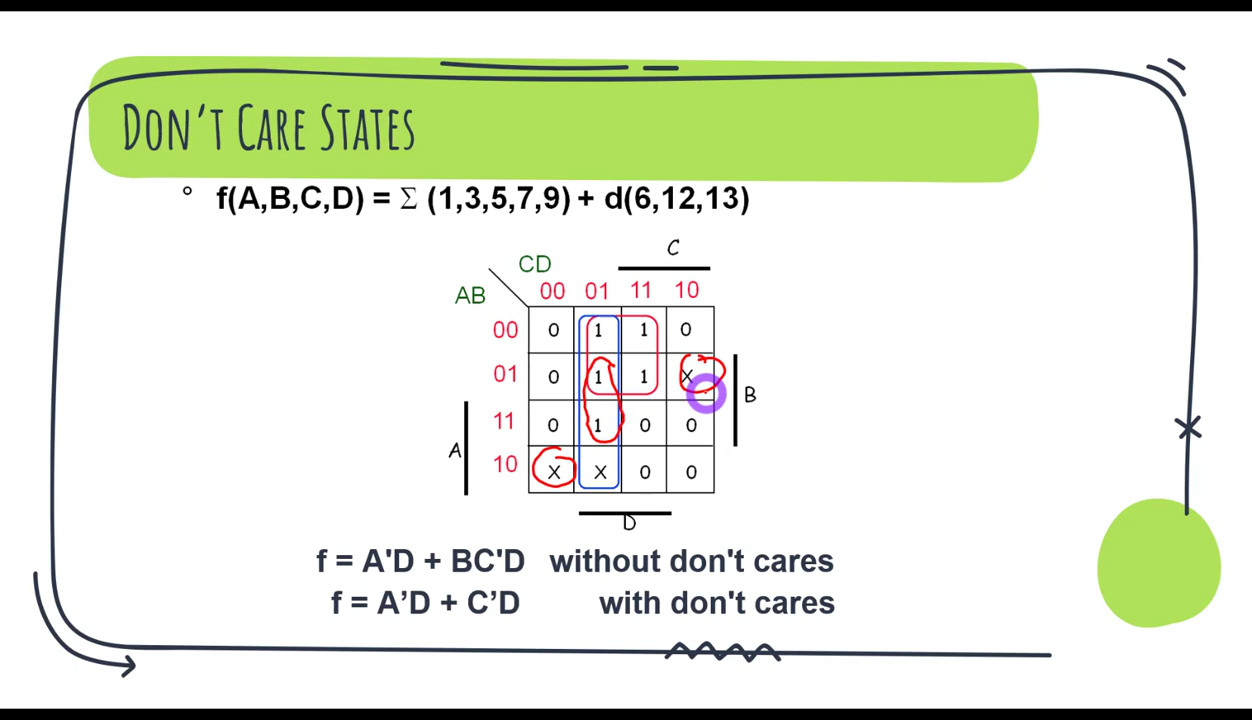 DON'T CARE STATES
° f(A,B,C,D) = Σ (1,3,5,7,9) + d(6,12,13)
C
CD
AB 00 01 11 10
00 0 1 1 0
01 0 1 1 X
B
11 0 1 0 0
A
10 X X 0 0
D
f = A'D + BC'D without don't cares
f = A’D + C’D with don't cares